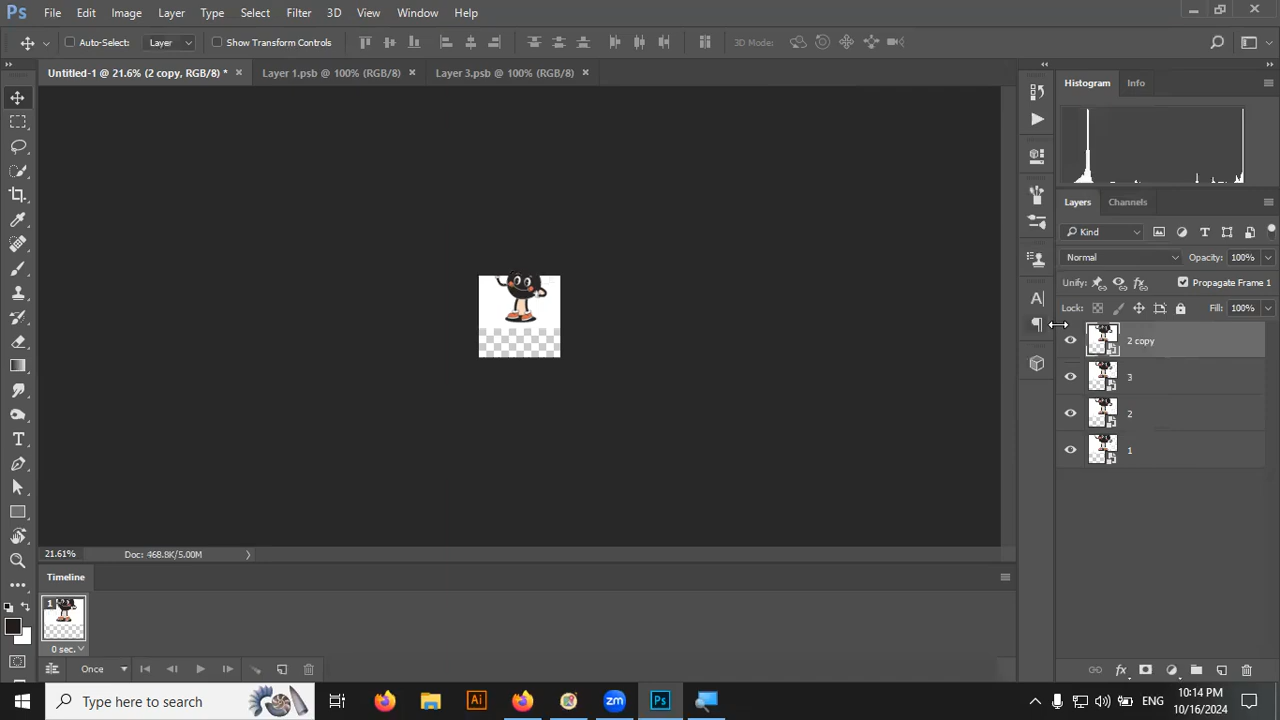 Ps File Edit Image Layer Type Select Filter 3D View Window Help
Auto-Select: Layer Show Transform Controls 3D Mode:
Untitled-1 @ 21.6% (2 copy, RGB/8) * × Layer 1.psb @ 100% (RGB/8) × Layer 3.psb @ 100% (RGB/8) ×
Histogram Info
Layers Channels
Kind
Normal Opacity: 100%
Unify: Propagate Frame 1
Lock: Fill: 100%
2 copy
3
2
1
21.61% Doc: 468.8K/5.00M
Timeline
1
0 sec.
Once
Type here to search Ai zm Ps ENG 10:14 PM
10/16/2024